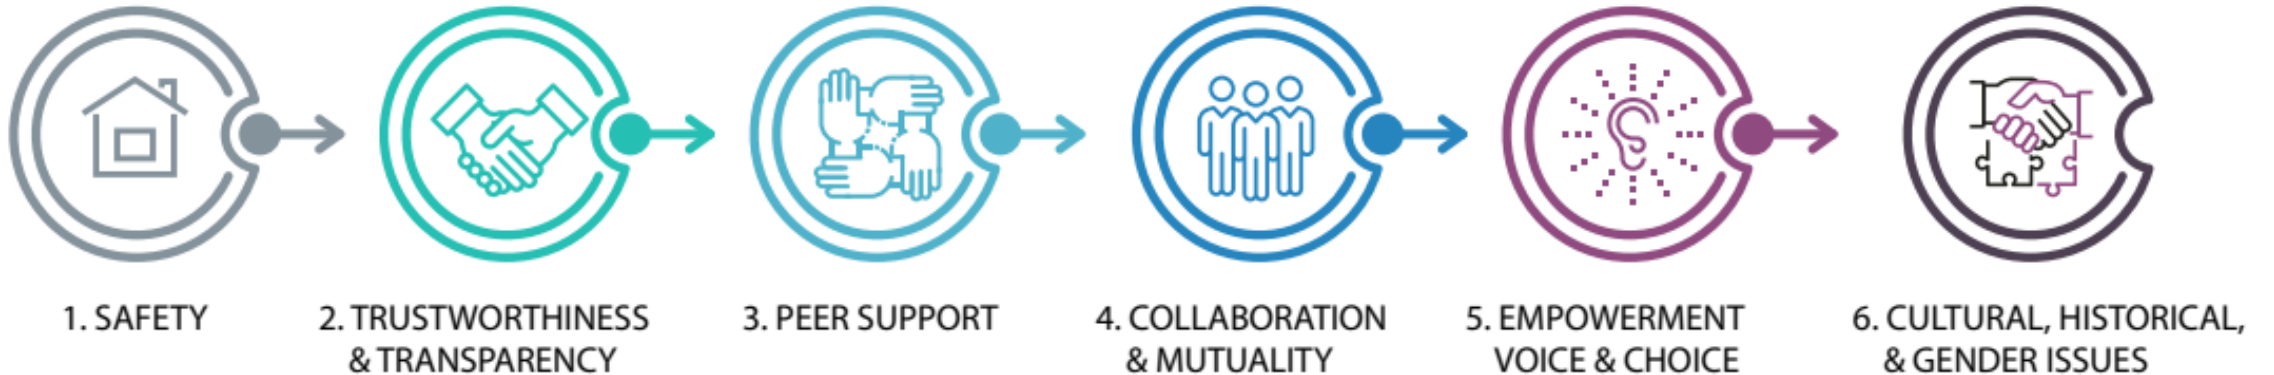 1. SAFETY
2. TRUSTWORTHINESS
& TRANSPARENCY
3. PEER SUPPORT
4. COLLABORATION
& MUTUALITY
5. EMPOWERMENT
VOICE & CHOICE
6. CULTURAL, HISTORICAL,
& GENDER ISSUES